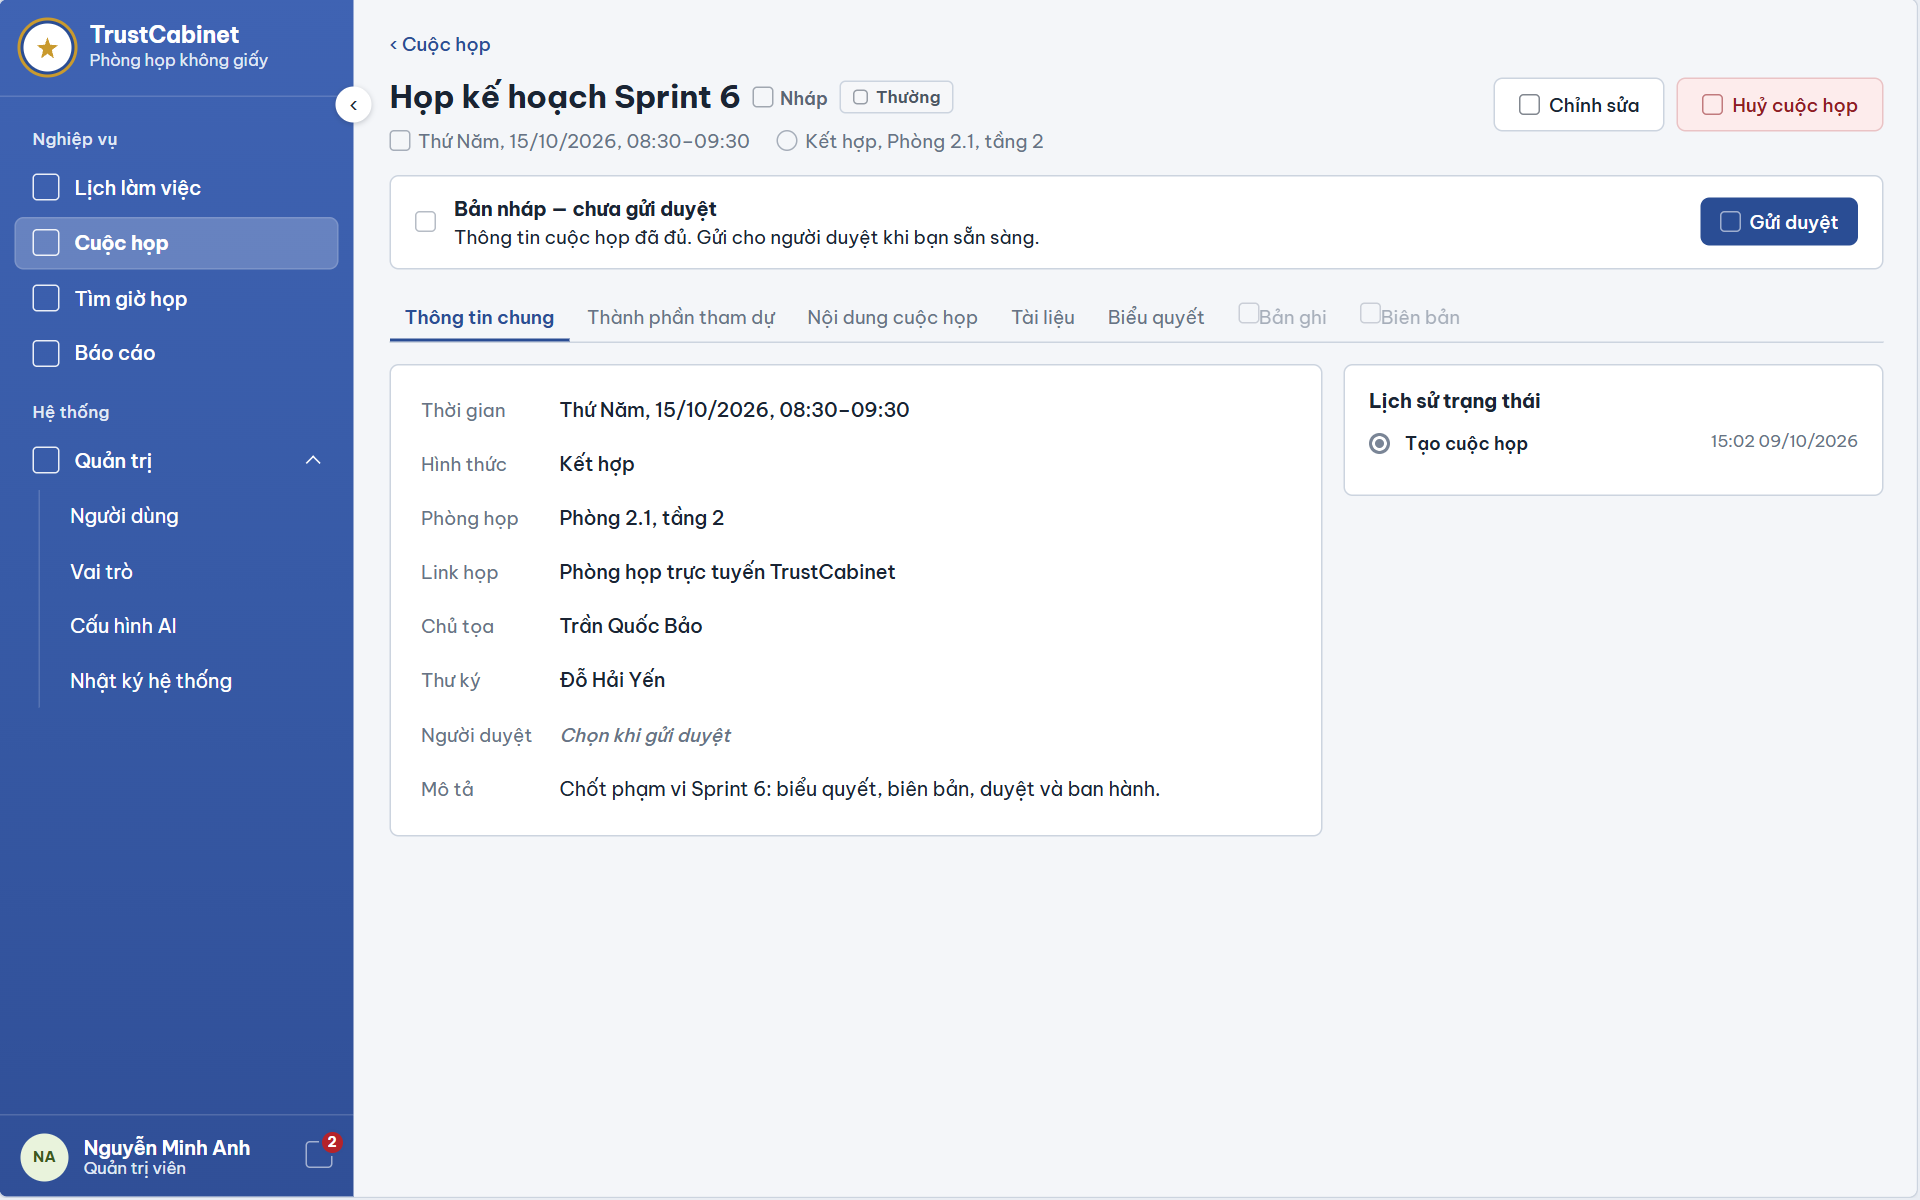 TrustCabinet
Phòng họp không giấy
Nghiệp vụ
Lịch làm việc
Cuộc họp
Tìm giờ họp
Báo cáo
Hệ thống
Quản trị
Người dùng
Vai trò
Cấu hình AI
Nhật ký hệ thống
NA
Nguyễn Minh Anh
Quản trị viên
2
‹ Cuộc họp
Họp kế hoạch Sprint 6 Nháp Thường
Thứ Năm, 15/10/2026, 08:30–09:30 Kết hợp, Phòng 2.1, tầng 2
Chỉnh sửa Huỷ cuộc họp
Bản nháp — chưa gửi duyệt
Thông tin cuộc họp đã đủ. Gửi cho người duyệt khi bạn sẵn sàng.
Gửi duyệt
Thông tin chung Thành phần tham dự Nội dung cuộc họp Tài liệu Biểu quyết Bản ghi Biên bản
Thời gian Thứ Năm, 15/10/2026, 08:30–09:30
Hình thức Kết hợp
Phòng họp Phòng 2.1, tầng 2
Link họp Phòng họp trực tuyến TrustCabinet
Chủ tọa Trần Quốc Bảo
Thư ký Đỗ Hải Yến
Người duyệt Chọn khi gửi duyệt
Mô tả Chốt phạm vi Sprint 6: biểu quyết, biên bản, duyệt và ban hành.
Lịch sử trạng thái
Tạo cuộc họp 15:02 09/10/2026